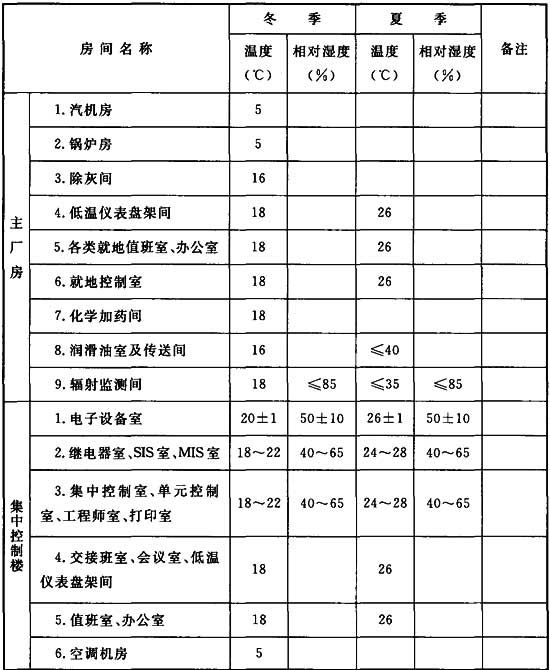 房间名称 冬季 夏季 备注
温度 相对湿度 温度 相对湿度
(℃) (%) (℃) (%)
主厂房
1.汽机房 5
2.锅炉房 5
3.除灰间 16
4.低温仪表盘架间 18 26
5.各类就地值班室、办公室 18 26
6.就地控制室 18 26
7.化学加药间 18
8.润滑油室及传送间 16 ≤40
9.辐射监测间 18 ≤85 ≤35 ≤85
集中控制楼
1.电子设备室 20±1 50±10 26±1 50±10
2.继电器室、SIS室、MIS室 18~22 40~65 24~28 40~65
3.集中控制室、单元控制
室、工程师室、打印室 18~22 40~65 24~28 40~65
4.交接班室、会议室、低温
仪表盘架间 18 26
5.值班室、办公室 18 26
6.空调机房 5